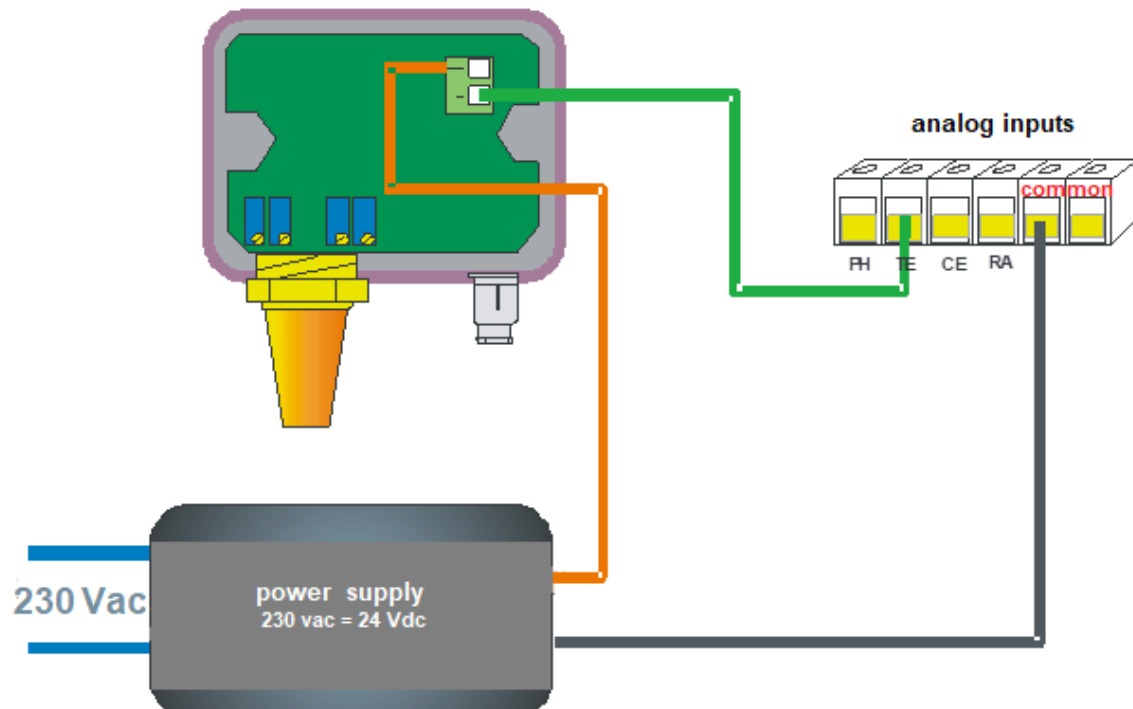 analog inputs
common
PH TE CE RA
230 Vac
power supply
230 vac = 24 Vdc